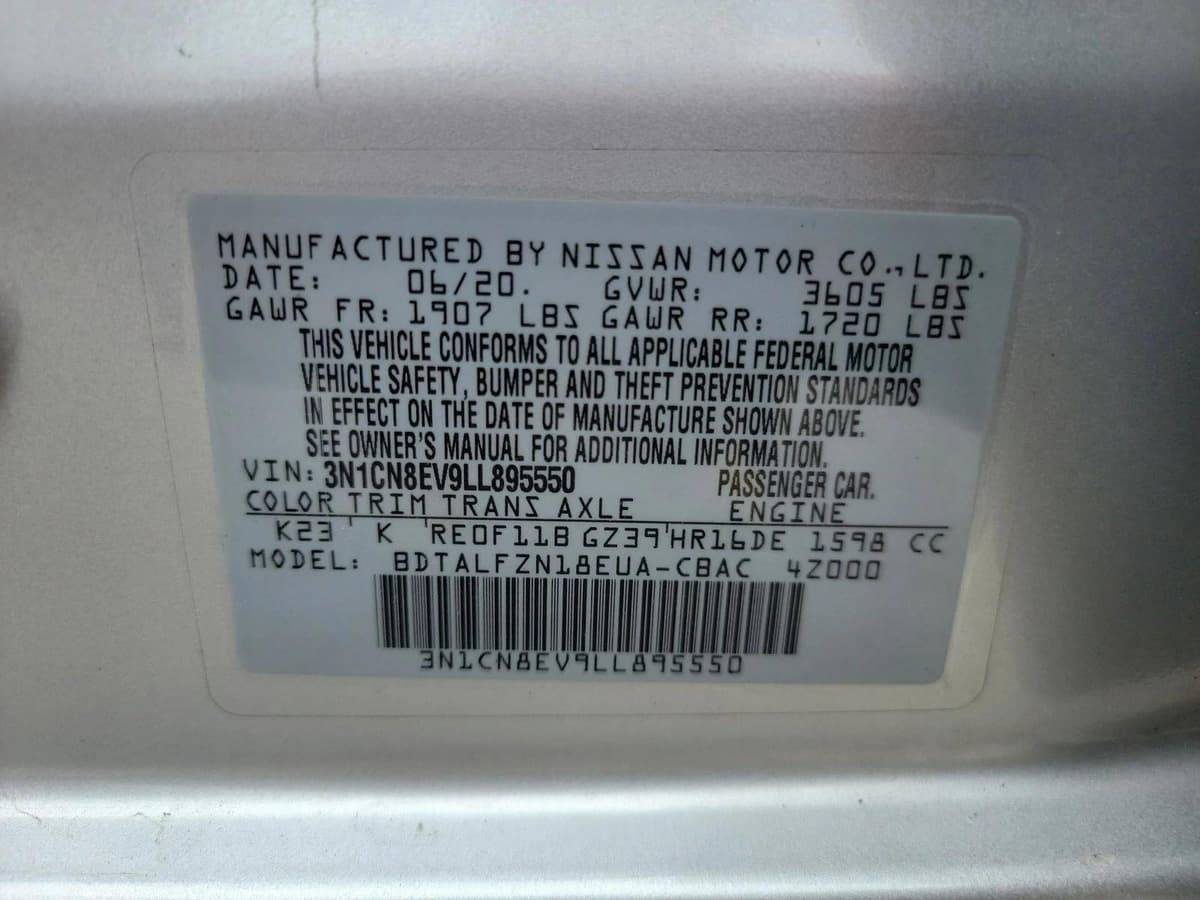 MANUFACTURED BY NISSAN MOTOR CO.,LTD.
DATE: 06/20. GVWR: 3605 LBS
GAWR FR: 1907 LBS GAWR RR: 1720 LBS
THIS VEHICLE CONFORMS TO ALL APPLICABLE FEDERAL MOTOR
VEHICLE SAFETY, BUMPER AND THEFT PREVENTION STANDARDS
IN EFFECT ON THE DATE OF MANUFACTURE SHOWN ABOVE.
SEE OWNER'S MANUAL FOR ADDITIONAL INFORMATION.
VIN: 3N1CN8EV9LL895550 PASSENGER CAR.
COLOR TRIM TRANS AXLE ENGINE
K23 ' K 'RE0F11B GZ39'HR16DE 1598 CC
MODEL: BDTALFZN18EUA-CBAC 4Z000
3N1CN8EV9LL895550